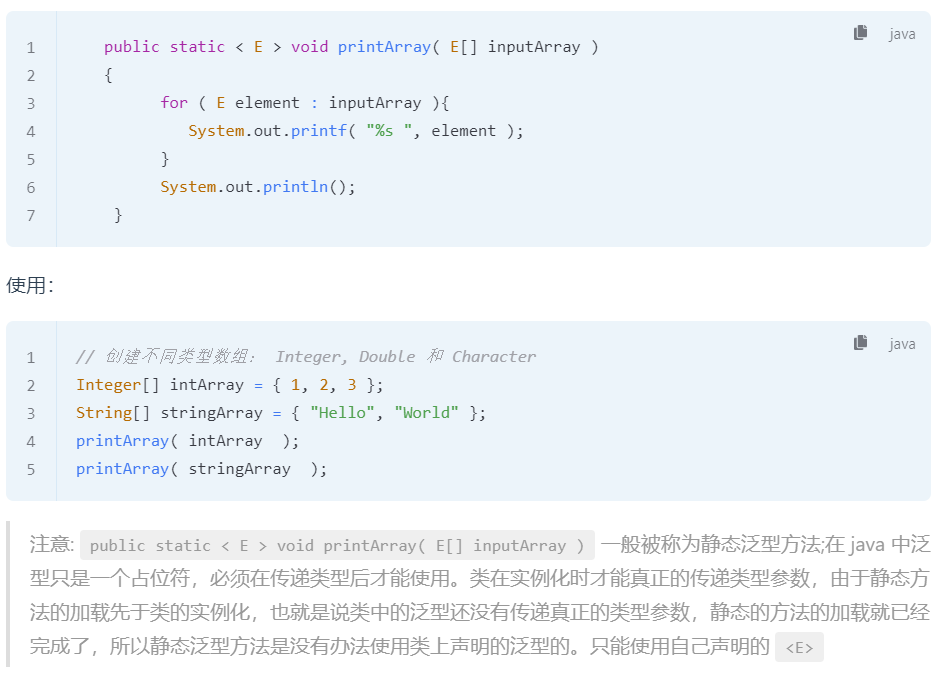 java
1 public static < E > void printArray( E[] inputArray )
2 {
3 for ( E element : inputArray ){
4 System.out.printf( "%s ", element );
5 }
6 System.out.println();
7 }
使用：
java
1 // 创建不同类型数组： Integer, Double 和 Character
2 Integer[] intArray = { 1, 2, 3 };
3 String[] stringArray = { "Hello", "World" };
4 printArray( intArray  );
5 printArray( stringArray  );
注意: public static < E > void printArray( E[] inputArray ) 一般被称为静态泛型方法;在 java 中泛
型只是一个占位符，必须在传递类型后才能使用。类在实例化时才能真正的传递类型参数，由于静态方
法的加载先于类的实例化，也就是说类中的泛型还没有传递真正的类型参数，静态的方法的加载就已经
完成了，所以静态泛型方法是没有办法使用类上声明的泛型的。只能使用自己声明的 <E>